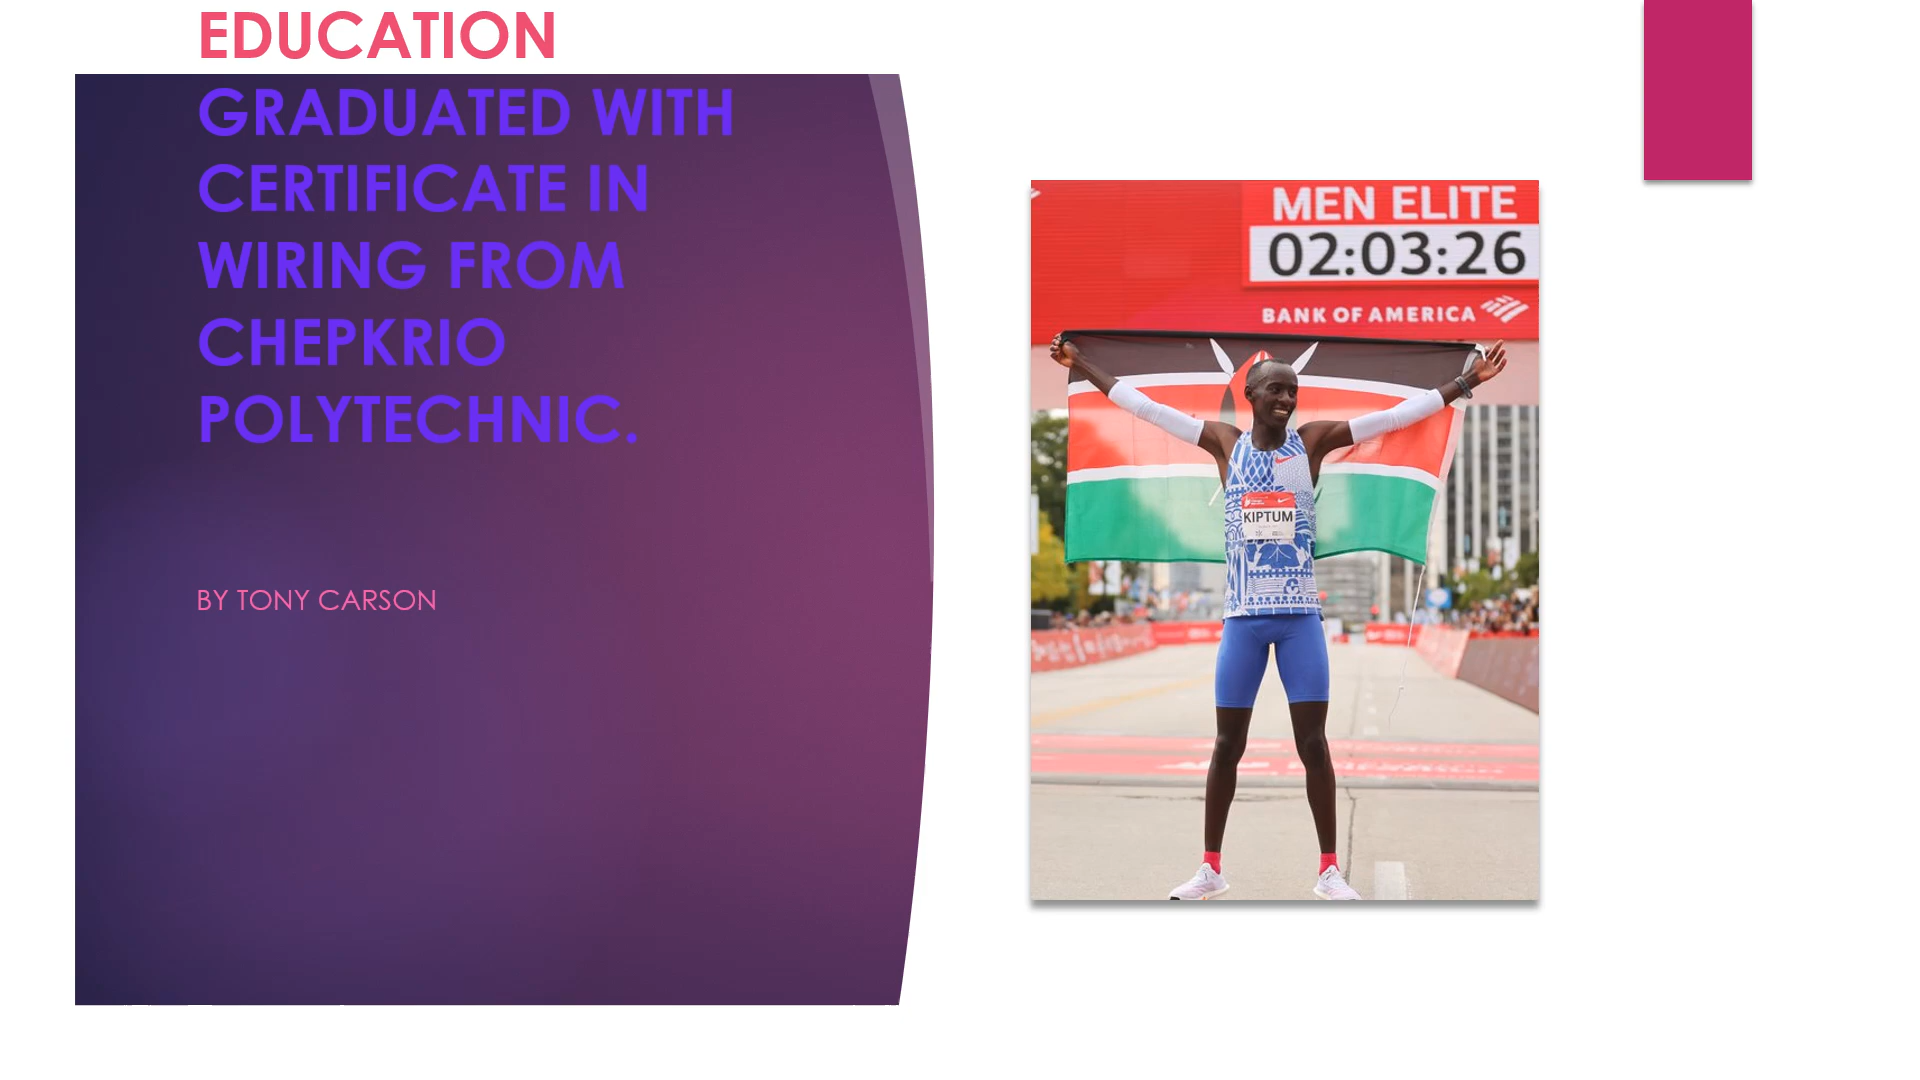 EDUCATION
GRADUATED WITH
CERTIFICATE IN
WIRING FROM
CHEPKRIO
POLYTECHNIC.
BY TONY CARSON
MEN ELITE
02:03:26
BANK OF AMERICA
KIPTUM